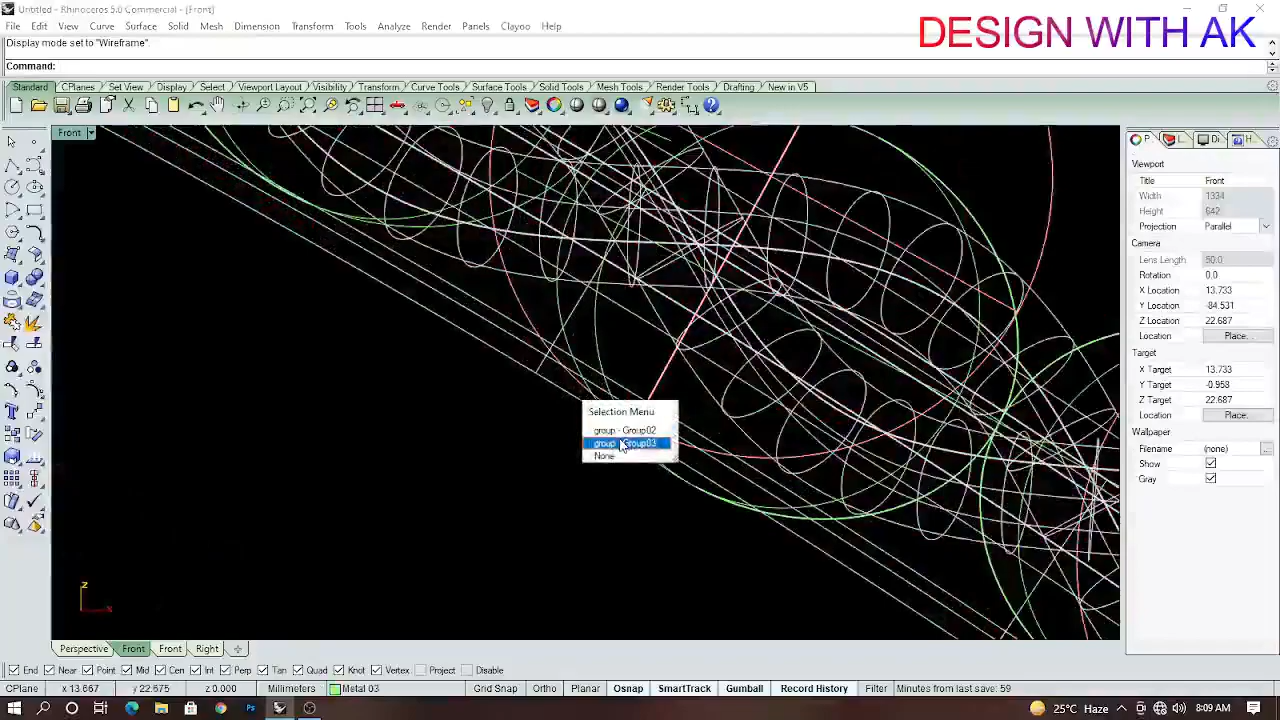 Untitled - Rhinoceros 5.0 Commercial - [Front]
DESIGN WITH AK
File Edit View Curve Surface Solid Mesh Dimension Transform Tools Analyze Render Panels Clayoo Help
Display mode set to "Wireframe".
Command:
Standard CPlanes Set View Display Select Viewport Layout Visibility Transform Curve Tools Surface Tools Solid Tools Mesh Tools Render Tools Drafting New in V5
Front
P... L... Di... H...
Viewport
Title Front
Width 1334
Height 642
Projection Parallel
Camera
Lens Length 50.0
Rotation 0.0
X Location 13.733
Y Location -84.531
Z Location 22.687
Location Place...
Target
X Target 13.733
Y Target -0.958
Z Target 22.687
Location Place...
Wallpaper
Filename (none) ...
Show
Gray
Selection Menu
group - Group02
group - Group03
None
z
x
Perspective Front Front Right
End Near Point Mid Cen Int Perp Tan Quad Knot Vertex Project Disable
CPlane x 13.667 y 22.675 z 0.000 Millimeters Metal 03 Grid Snap Ortho Planar Osnap SmartTrack Gumball Record History Filter Minutes from last save: 59
25°C Haze 8:09 AM